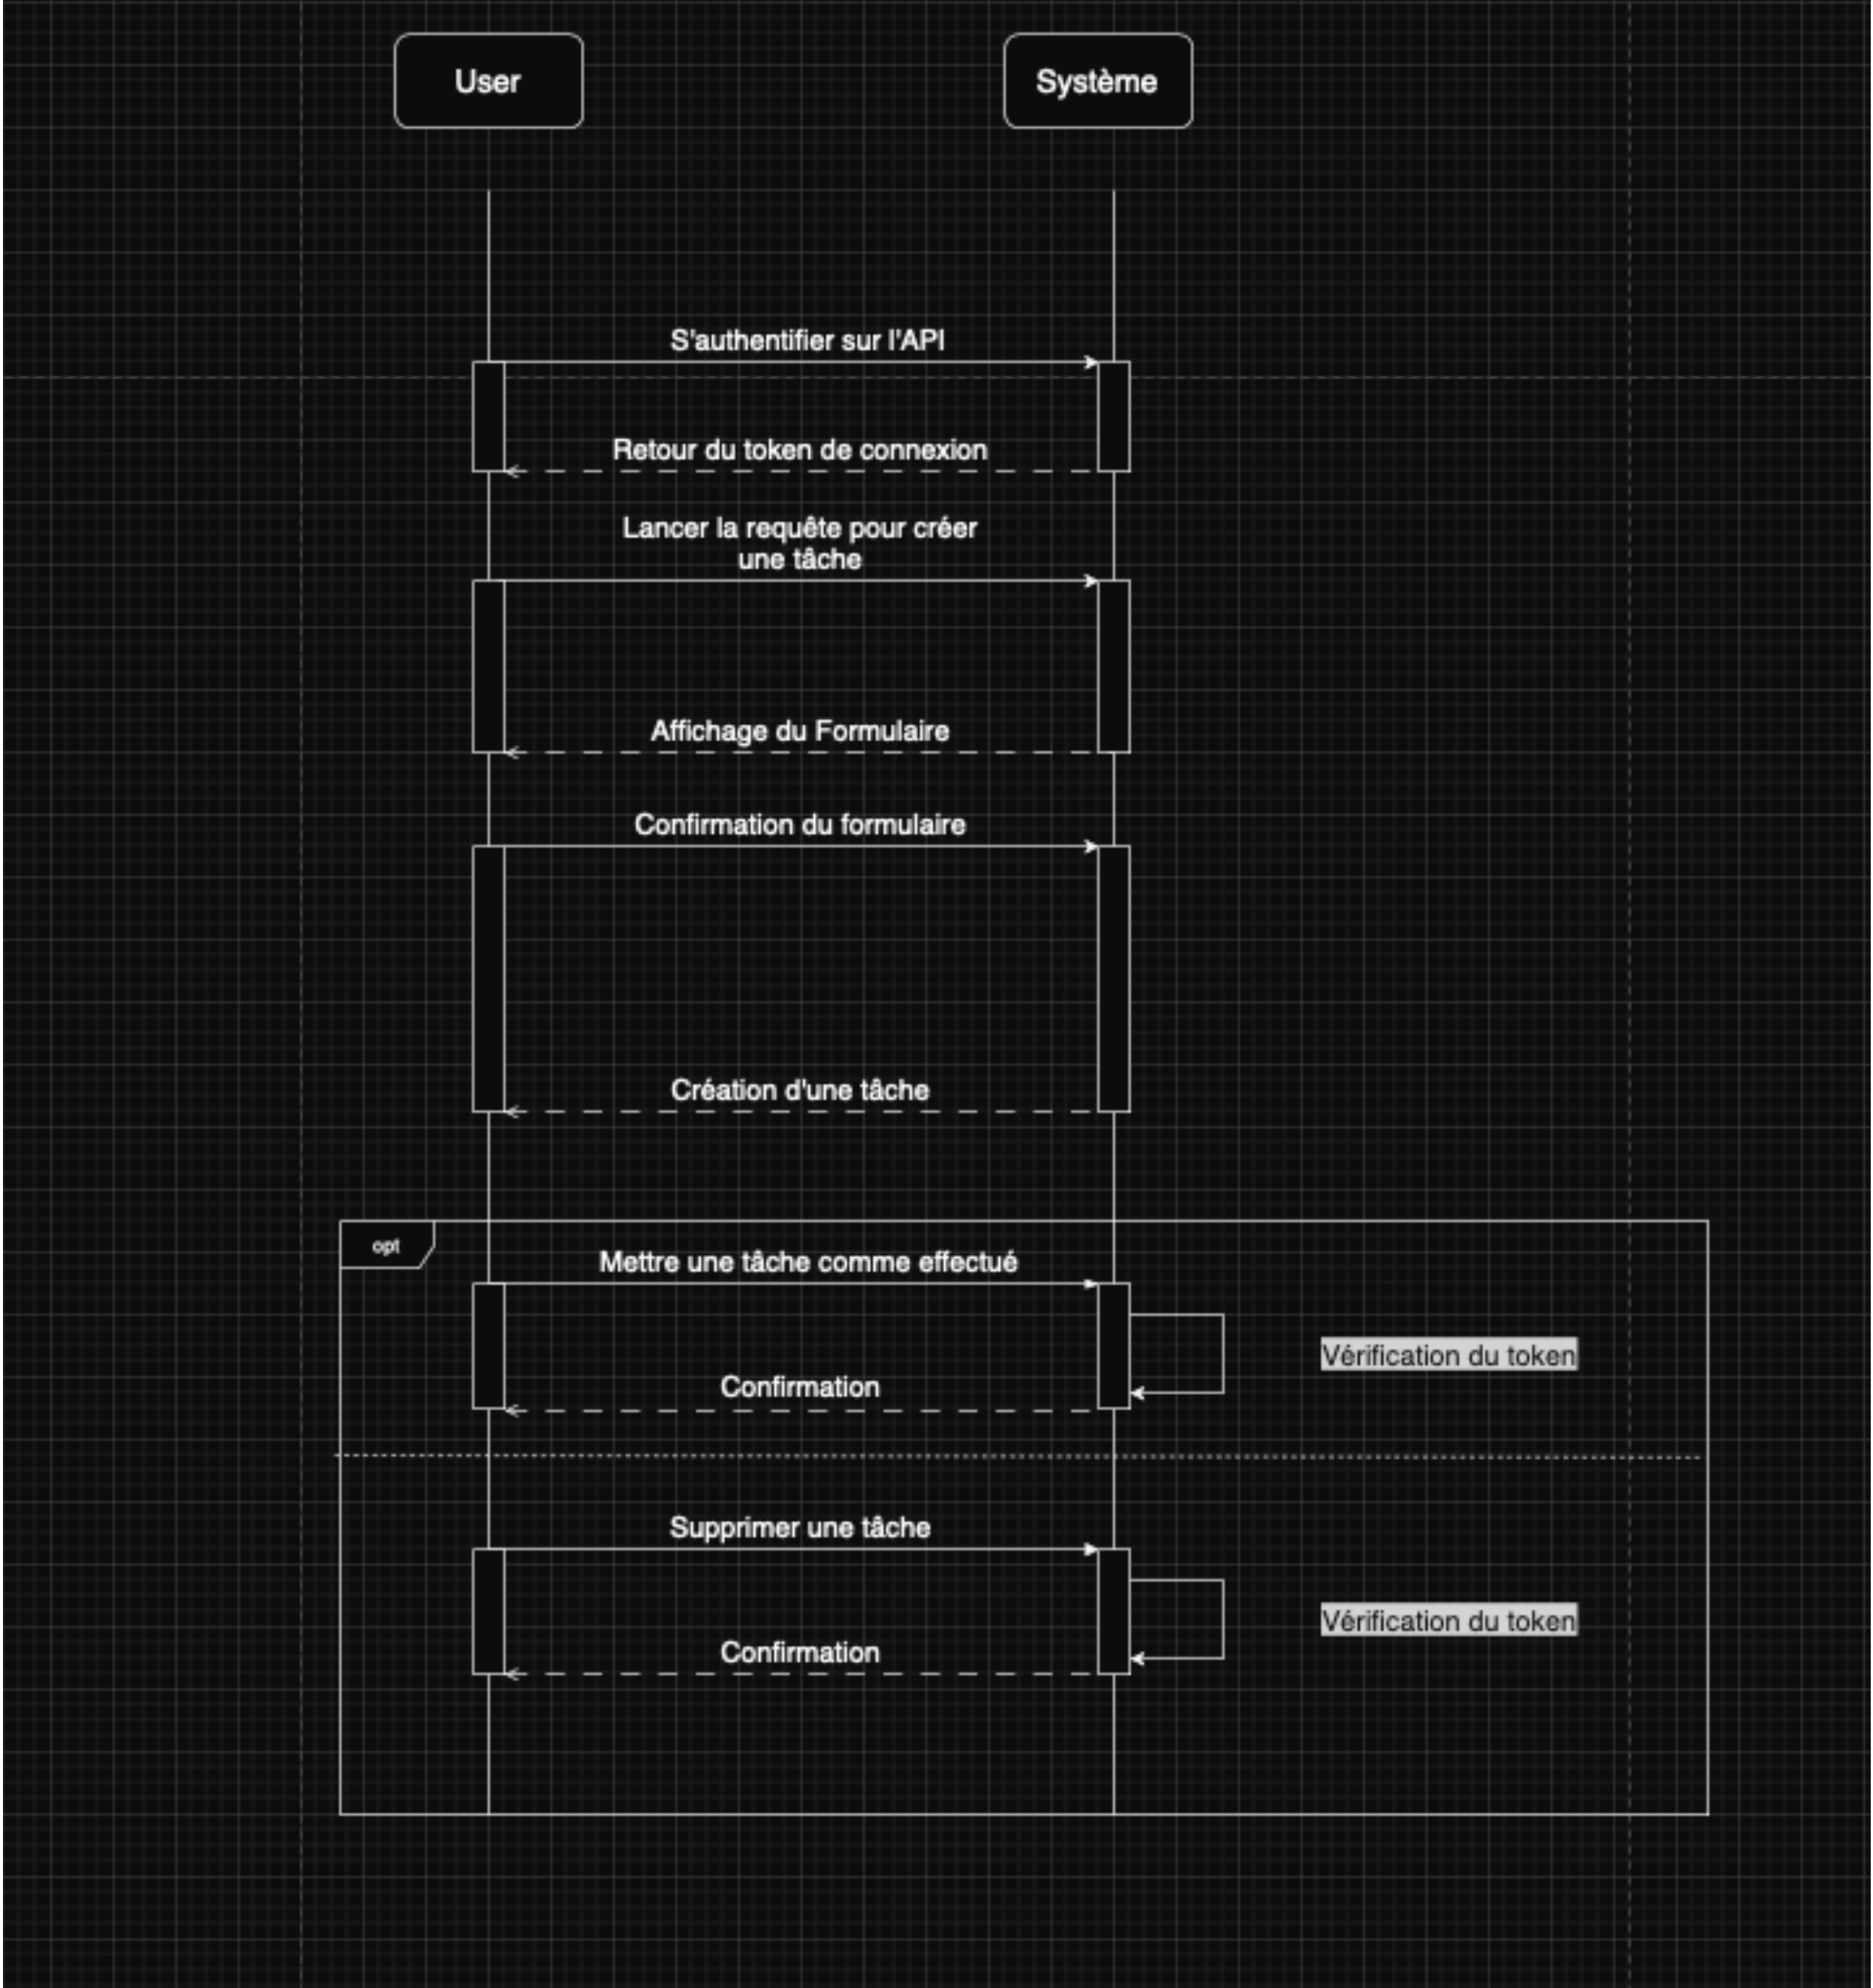 User
Système
S'authentifier sur l'API
Retour du token de connexion
Lancer la requête pour créer
une tâche
Affichage du Formulaire
Confirmation du formulaire
Création d'une tâche
opt
Mettre une tâche comme effectué
Vérification du token
Confirmation
Supprimer une tâche
Vérification du token
Confirmation